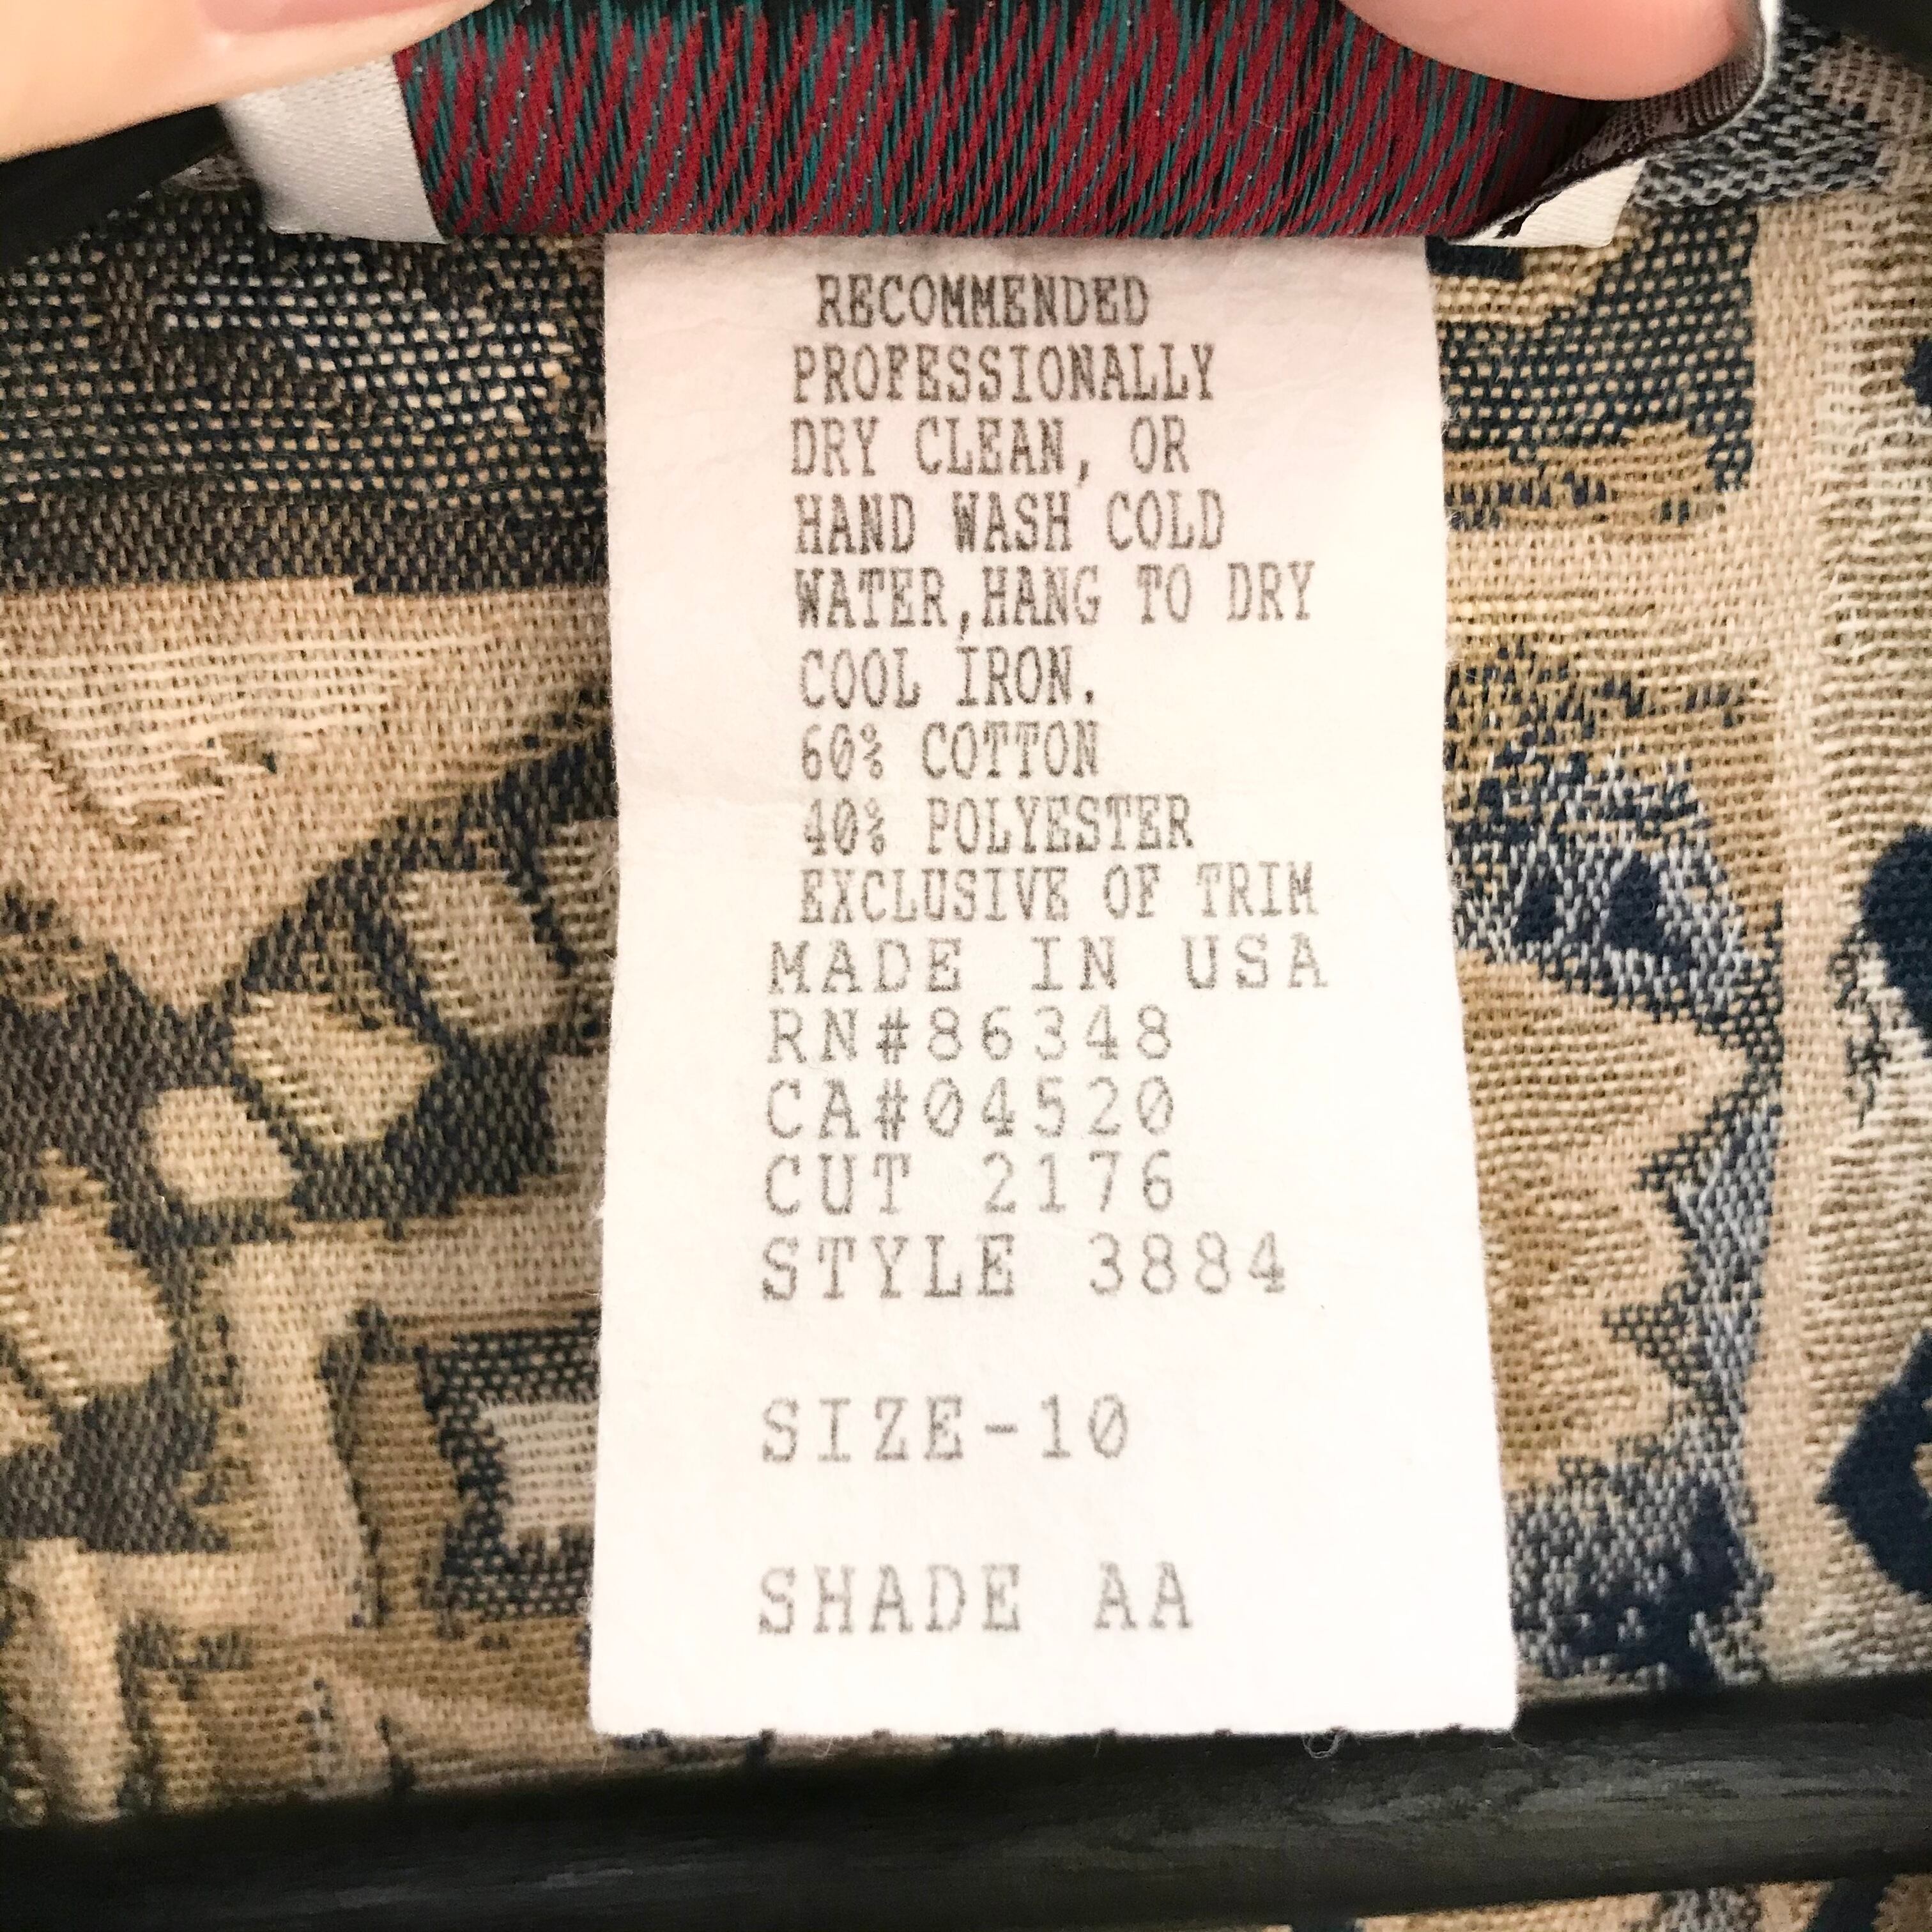 RECOMMENDED
PROFESSIONALLY
DRY CLEAN, OR
HAND WASH COLD
WATER,HANG TO DRY
COOL IRON.
60% COTTON
40% POLYESTER
EXCLUSIVE OF TRIM
MADE IN USA
RN#86348
CA#04520
CUT 2176
STYLE 3884
SIZE-10
SHADE AA